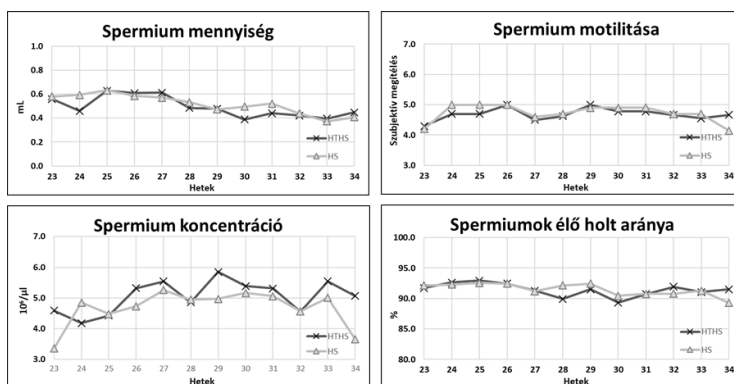 Spermium mennyiség
mL
1.0
0.8
0.6
0.4
0.2
0.0
23 24 25 26 27 28 29 30 31 32 33 34
Hetek
HTHS
HS
Spermium motilitása
Szubjektív megítélés
7.0
6.0
5.0
4.0
3.0
23 24 25 26 27 28 29 30 31 32 33 34
Hetek
HTHS
HS
Spermium koncentráció
10⁶/µl
7.0
6.0
5.0
4.0
3.0
23 24 25 26 27 28 29 30 31 32 33 34
Hetek
HTHS
HS
Spermiumok élő holt aránya
%
100.0
95.0
90.0
85.0
80.0
23 24 25 26 27 28 29 30 31 32 33 34
Hetek
HTHS
HS